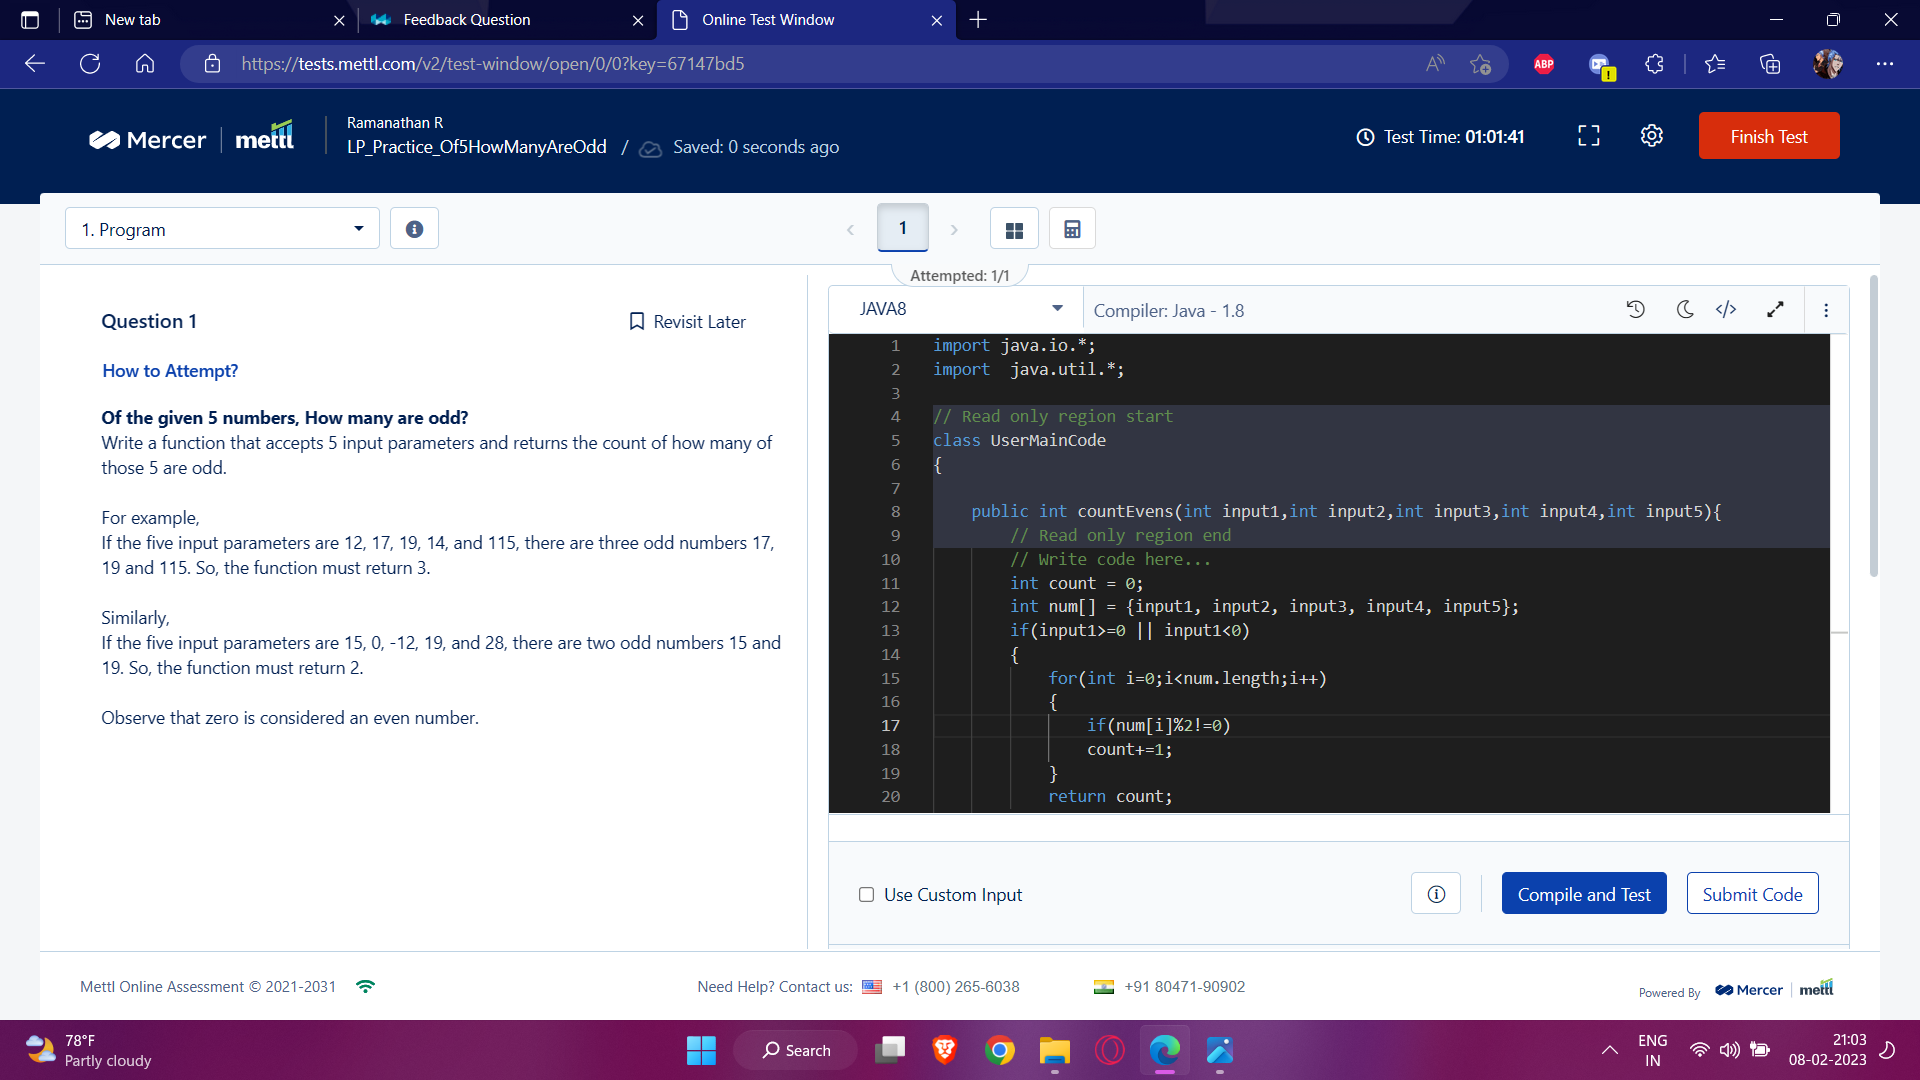 New tab
Feedback Question
Online Test Window
https://tests.mettl.com/v2/test-window/open/0/0?key=67147bd5
ABP
Mercer
mettl
Ramanathan R
LP_Practice_Of5HowManyAreOdd / Saved: 0 seconds ago
Test Time: 01:01:41
Finish Test
1. Program
1
Attempted: 1/1
Question 1
Revisit Later
How to Attempt?
Of the given 5 numbers, How many are odd?
Write a function that accepts 5 input parameters and returns the count of how many of
those 5 are odd.
For example,
If the five input parameters are 12, 17, 19, 14, and 115, there are three odd numbers 17,
19 and 115. So, the function must return 3.
Similarly,
If the five input parameters are 15, 0, -12, 19, and 28, there are two odd numbers 15 and
19. So, the function must return 2.
Observe that zero is considered an even number.
JAVA8
Compiler: Java - 1.8
1 import java.io.*;
2 import  java.util.*;
3
4 // Read only region start
5 class UserMainCode
6 {
7
8 public int countEvens(int input1,int input2,int input3,int input4,int input5){
9 // Read only region end
10 // Write code here...
11 int count = 0;
12 int num[] = {input1, input2, input3, input4, input5};
13 if(input1>=0 || input1<0)
14 {
15 for(int i=0;i<num.length;i++)
16 {
17 if(num[i]%2!=0)
18 count+=1;
19 }
20 return count;
Use Custom Input
Compile and Test
Submit Code
Mettl Online Assessment © 2021-2031
Need Help? Contact us: +1 (800) 265-6038
+91 80471-90902
Powered By Mercer mettl
78°F
Partly cloudy
Search
ENG
IN
21:03
08-02-2023